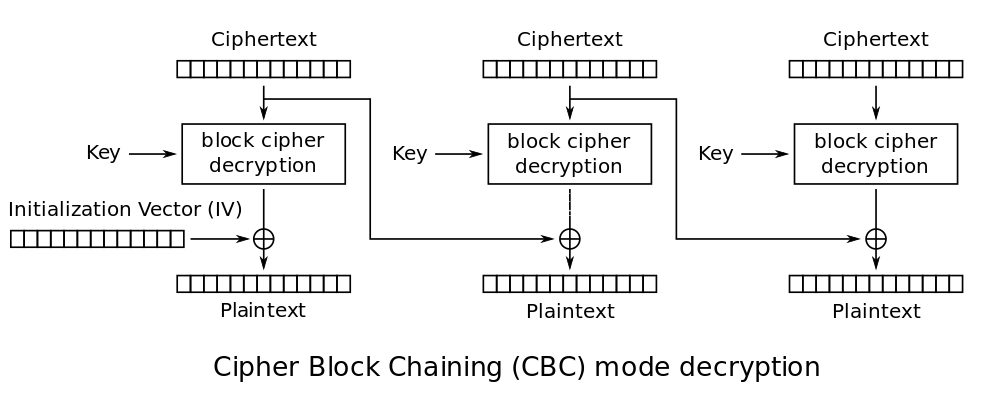 Ciphertext
Ciphertext
Ciphertext
Key
block cipher
decryption
Key
block cipher
decryption
Key
block cipher
decryption
Initialization Vector (IV)
Plaintext
Plaintext
Plaintext
Cipher Block Chaining (CBC) mode decryption